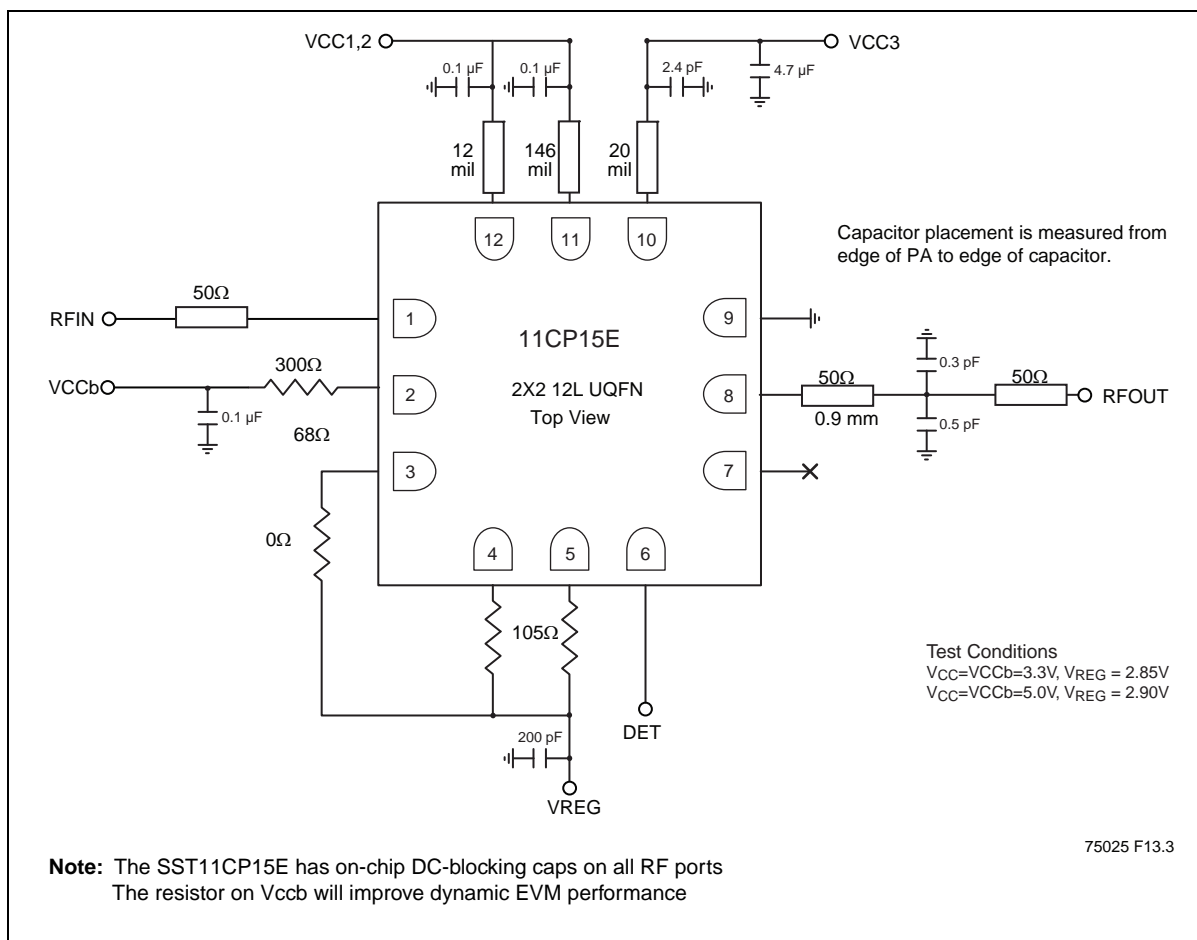 VCC1,2
VCC3
0.1 µF
0.1 µF
2.4 pF
4.7 µF
12 mil
146 mil
20 mil
12
11
10
Capacitor placement is measured from
edge of PA to edge of capacitor.
50Ω
RFIN
1
9
11CP15E
300Ω
VCCb
2
2X2 12L UQFN
Top View
8
0.3 pF
50Ω
50Ω
RFOUT
0.9 mm
0.1 µF
0.5 pF
68Ω
3
7
0Ω
4
5
6
105Ω
Test Conditions
VCC=VCCb=3.3V, VREG = 2.85V
VCC=VCCb=5.0V, VREG = 2.90V
DET
200 pF
VREG
75025 F13.3
Note: The SST11CP15E has on-chip DC-blocking caps on all RF ports
The resistor on Vccb will improve dynamic EVM performance